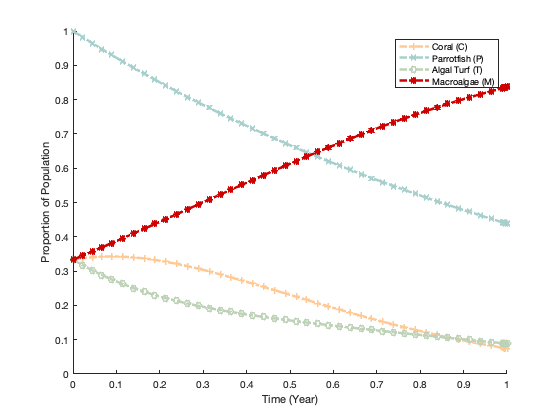 Coral (C)
Parrotfish (P)
Algal Turf (T)
Macroalgae (M)
Proportion of Population
1
0.9
0.8
0.7
0.6
0.5
0.4
0.3
0.2
0.1
0
0 0.1 0.2 0.3 0.4 0.5 0.6 0.7 0.8 0.9 1
Time (Year)